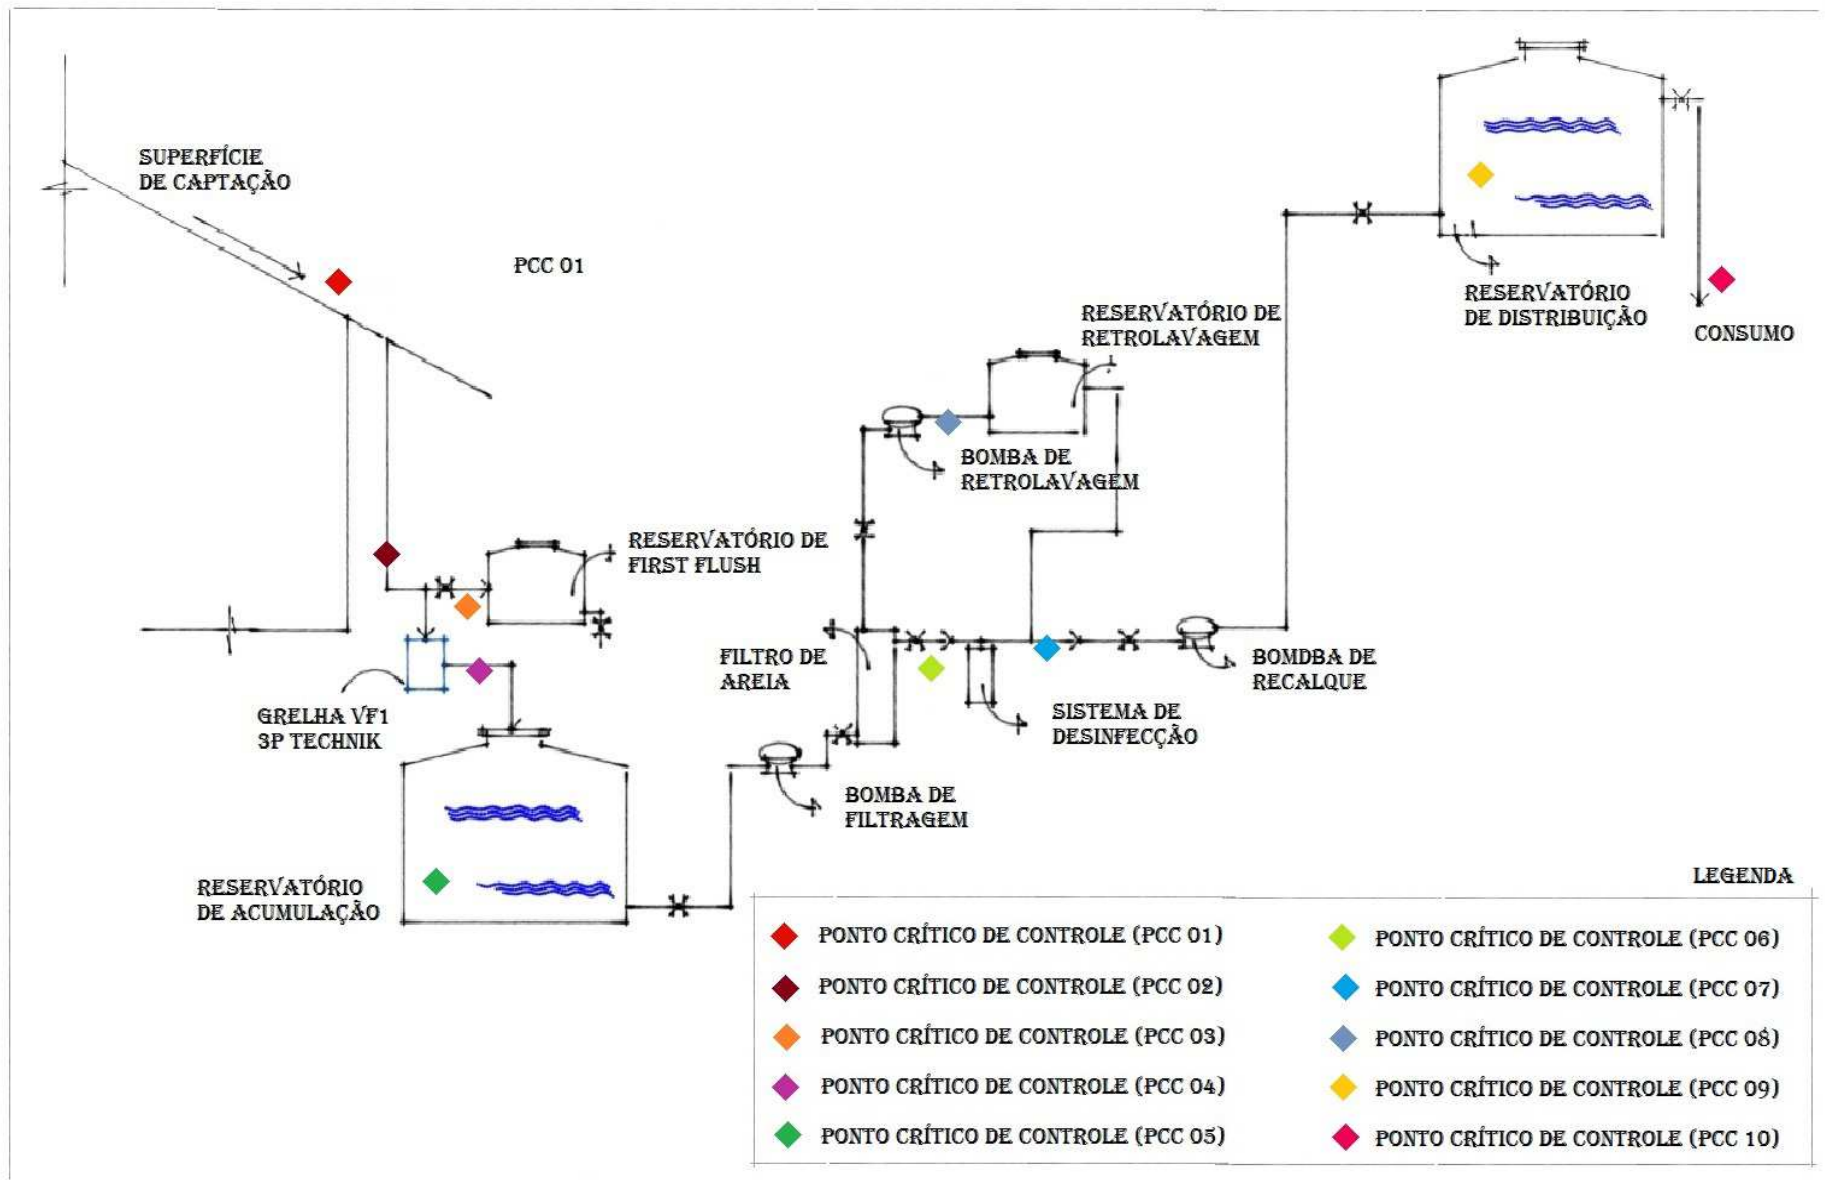 SUPERFÍCIE
DE CAPTAÇÃO
PCC 01
RESERVATÓRIO
DE DISTRIBUIÇÃO
CONSUMO
RESERVATÓRIO DE
RETROLAVAGEM
BOMBA DE
RETROLAVAGEM
RESERVATÓRIO DE
FIRST FLUSH
FILTRO DE
AREIA
BOMDBA DE
RECALQUE
GRELHA VF1
3P TECHNIK
SISTEMA DE
DESINFECÇÃO
BOMBA DE
FILTRAGEM
RESERVATÓRIO
DE ACUMULAÇÃO
LEGENDA
PONTO CRÍTICO DE CONTROLE (PCC 01)
PONTO CRÍTICO DE CONTROLE (PCC 02)
PONTO CRÍTICO DE CONTROLE (PCC 03)
PONTO CRÍTICO DE CONTROLE (PCC 04)
PONTO CRÍTICO DE CONTROLE (PCC 05)
PONTO CRÍTICO DE CONTROLE (PCC 06)
PONTO CRÍTICO DE CONTROLE (PCC 07)
PONTO CRÍTICO DE CONTROLE (PCC 08)
PONTO CRÍTICO DE CONTROLE (PCC 09)
PONTO CRÍTICO DE CONTROLE (PCC 10)